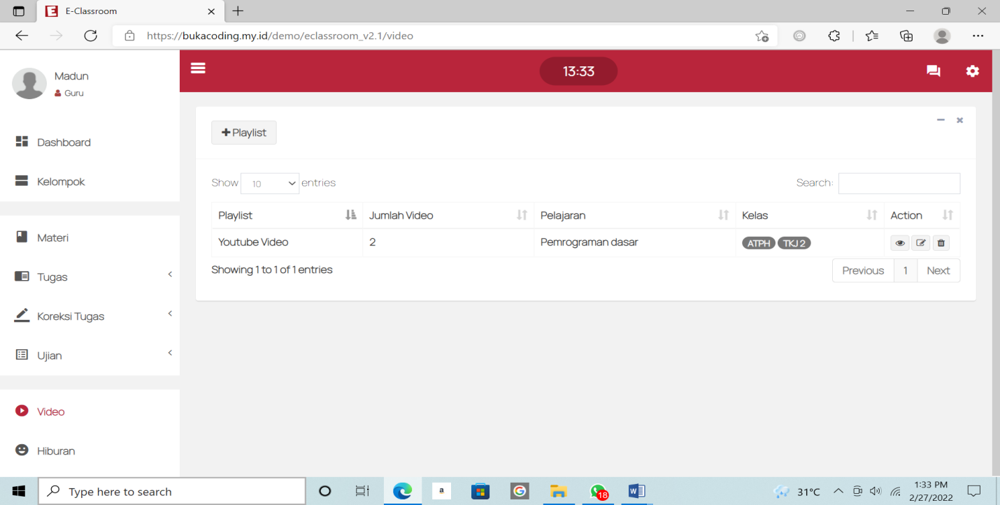 E-Classroom
https://bukacoding.my.id/demo/eclassroom_v2.1/video
Madun
Guru
13:33
Dashboard
Kelompok
Materi
Tugas
Koreksi Tugas
Ujian
Video
Hiburan
+ Playlist
Show 10 entries
Search:
Playlist Jumlah Video Pelajaran Kelas Action
Youtube Video 2 Pemrograman dasar ATPH TKJ 2
Showing 1 to 1 of 1 entries
Previous 1 Next
Type here to search
18
31°C
1:33 PM
2/27/2022